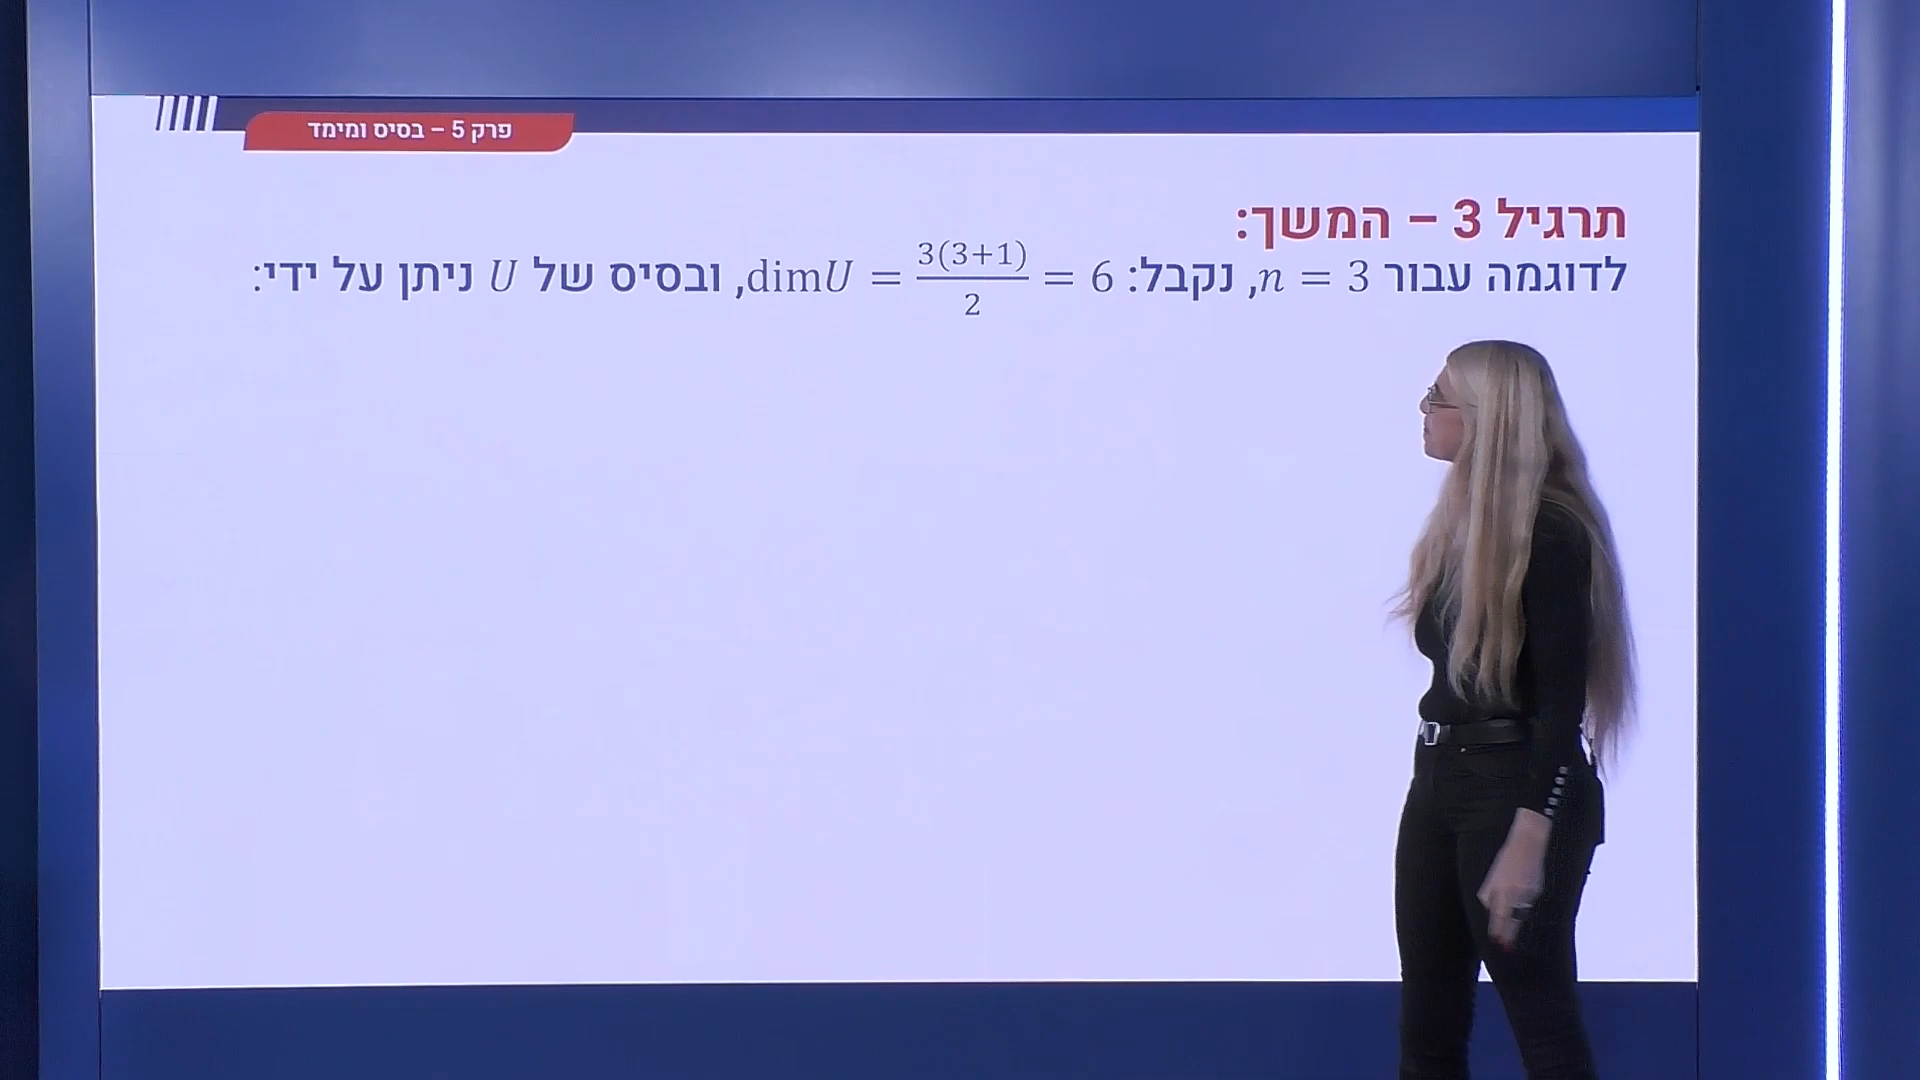 פרק 5 – בסיס ומימד
תרגיל 3 – המשך:
לדוגמה עבור n = 3, נקבל: dimU = \frac{3(3+1)}{2} = 6, ובסיס של U ניתן על ידי: